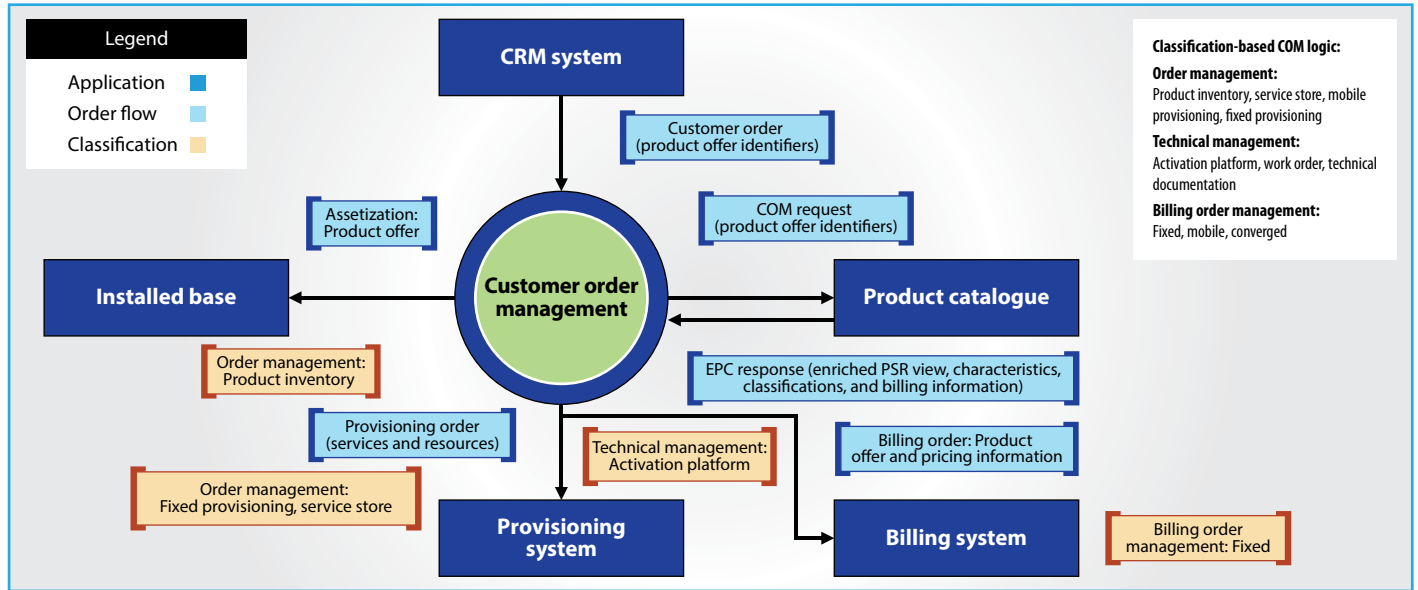 Legend
Application
Order flow
Classification
CRM system
Classification-based COM logic:
Order management:
Product inventory, service store, mobile
provisioning, fixed provisioning
Technical management:
Activation platform, work order, technical
documentation
Billing order management:
Fixed, mobile, converged
Customer order
(product offer identifiers)
Assetization:
Product offer
COM request
(product offer identifiers)
Installed base
Customer order
management
Product catalogue
Order management:
Product inventory
EPC response (enriched PSR view, characteristics,
classifications, and billing information)
Provisioning order
(services and resources)
Technical management:
Activation platform
Billing order: Product
offer and pricing information
Order management:
Fixed provisioning, service store
Provisioning
system
Billing system
Billing order
management: Fixed